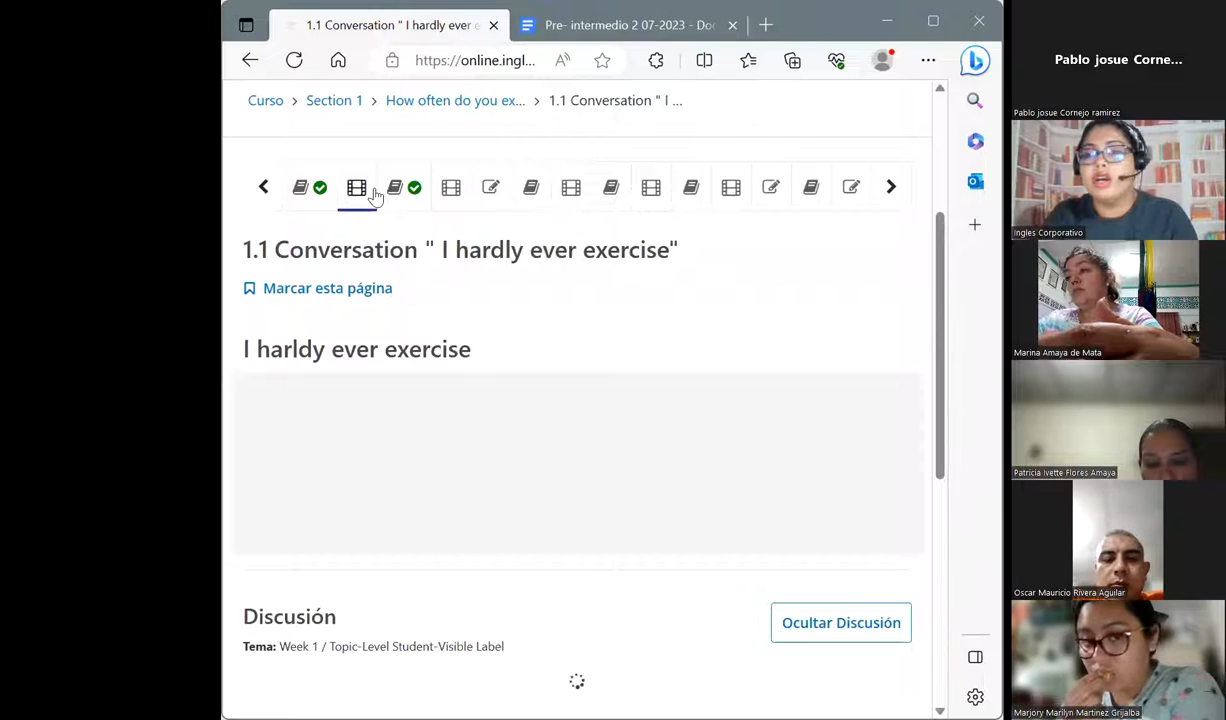 1.1 Conversation " I hardly ever e
Pre- intermedio 2 07-2023 - Do
https://online.ingl...
Curso > Section 1 > How often do you ex... > 1.1 Conversation " I ...
1.1 Conversation " I hardly ever exercise"
Marcar esta página
I harldy ever exercise
Discusión
Ocultar Discusión
Tema: Week 1 / Topic-Level Student-Visible Label
Pablo josue Corne...
Pablo josue Cornejo ramirez
Ingles Corporativo
Marina Amaya de Mata
Patricia Ivette Flores Amaya
Oscar Mauricio Rivera Aguilar
Marjory Marilyn Martinez Grijalba